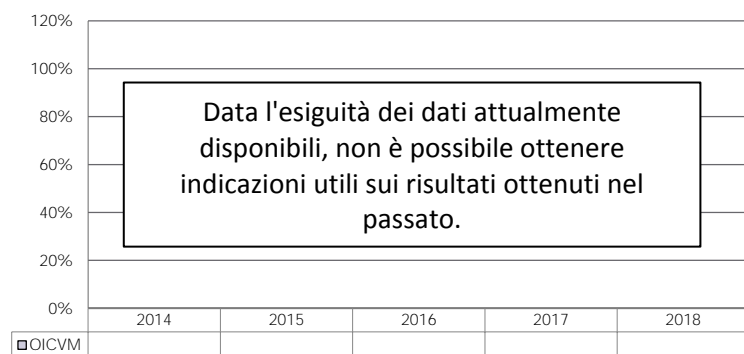 120%
100%
80%
60%
40%
20%
0%
Data l'esiguità dei dati attualmente
disponibili, non è possibile ottenere
indicazioni utili sui risultati ottenuti nel
passato.
2014 2015 2016 2017 2018
OICVM